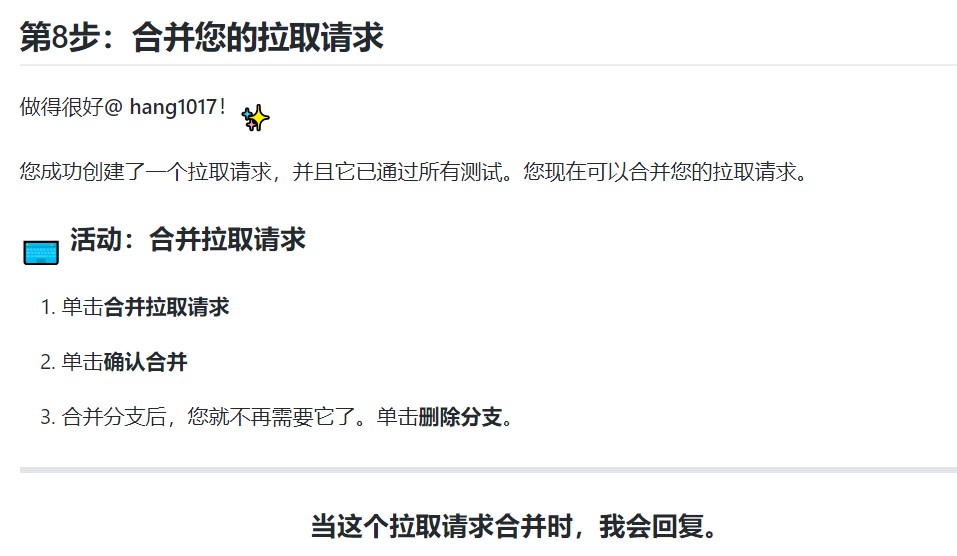 第8步：合并您的拉取请求
做得很好@ hang1017！
您成功创建了一个拉取请求，并且它已通过所有测试。您现在可以合并您的拉取请求。
活动：合并拉取请求
1. 单击合并拉取请求
2. 单击确认合并
3. 合并分支后，您就不再需要它了。单击删除分支。
当这个拉取请求合并时，我会回复。